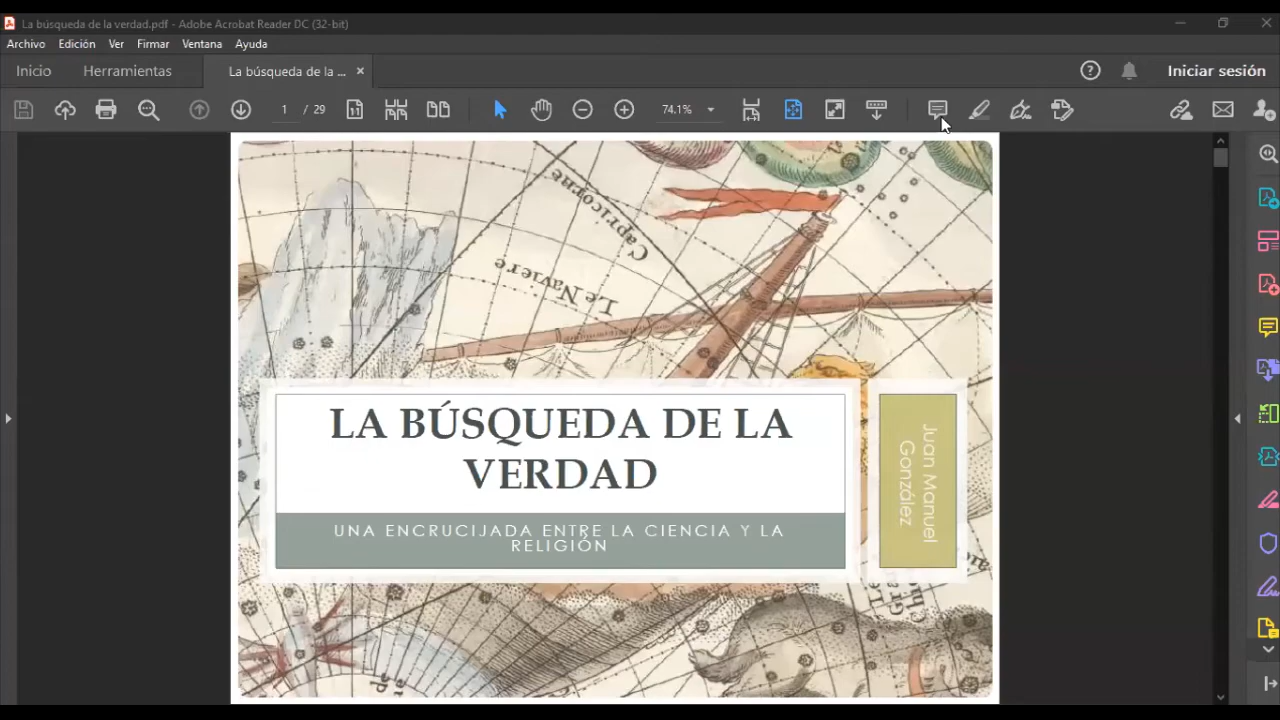 La búsqueda de la verdad.pdf - Adobe Acrobat Reader DC (32-bit)
Archivo Edición Ver Firmar Ventana Ayuda
Inicio Herramientas La búsqueda de la ... × Iniciar sesión
1 / 29 74.1%
Capricorne
Le Naviere
LA BÚSQUEDA DE LA
VERDAD
UNA ENCRUCIJADA ENTRE LA CIENCIA Y LA
RELIGIÓN
Juan Manuel
González